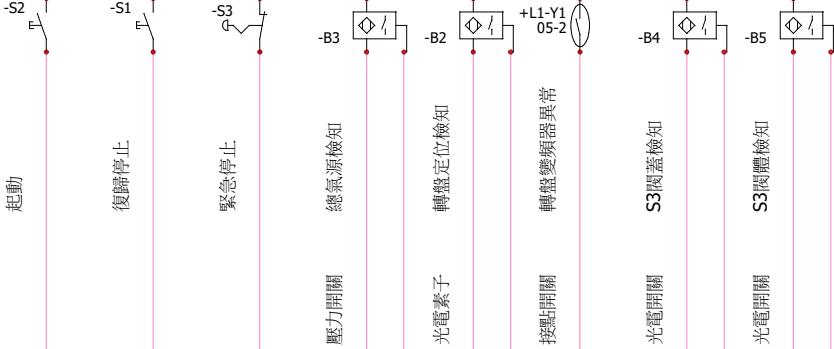 -S2
-S1
-S3
-B3
-B2
+L1-Y1
05-2
-B4
-B5
起動
復歸停止
緊急停止
總氣源檢知
轉盤定位檢知
轉盤變頻器異常
S3閥蓋檢知
S3閥體檢知
壓力開關
光電素子
接點開關
光電開關
光電開關